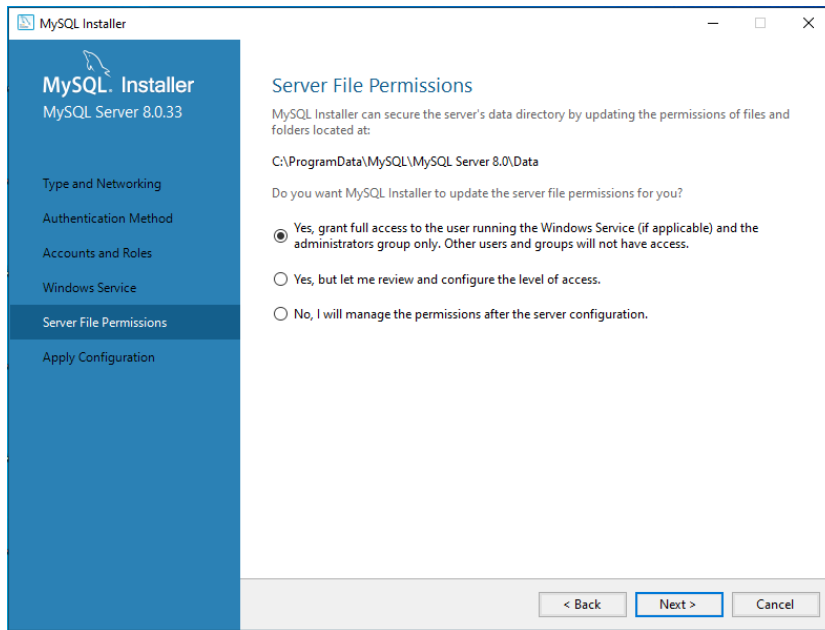 MySQL Installer
MySQL. Installer
MySQL Server 8.0.33
Type and Networking
Authentication Method
Accounts and Roles
Windows Service
Server File Permissions
Apply Configuration
Server File Permissions
MySQL Installer can secure the server's data directory by updating the permissions of files and
folders located at:
C:\ProgramData\MySQL\MySQL Server 8.0\Data
Do you want MySQL Installer to update the server file permissions for you?
Yes, grant full access to the user running the Windows Service (if applicable) and the
administrators group only. Other users and groups will not have access.
Yes, but let me review and configure the level of access.
No, I will manage the permissions after the server configuration.
< Back
Next >
Cancel